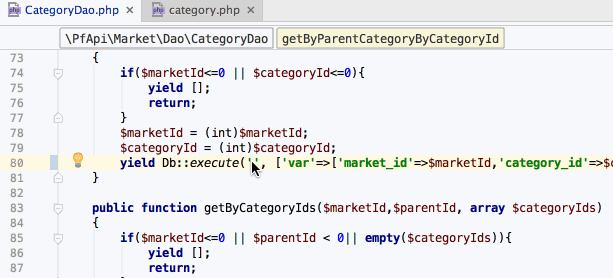 CategoryDao.php category.php
\PfApi\Market\Dao\CategoryDao getByParentCategoryByCategoryId
73 {
74 if($marketId<=0 || $categoryId<=0){
75 yield [];
76 return;
77 }
78 $marketId = (int)$marketId;
79 $categoryId = (int)$categoryId;
80 yield Db::execute('', ['var'=>['market_id'=>$marketId,'category_id'=>$c
81 }
82
83 public function getByCategoryIds($marketId,$parentId, array $categoryIds)
84 {
85 if($marketId<=0 || $parentId < 0|| empty($categoryIds)){
86 yield [];
87 return;